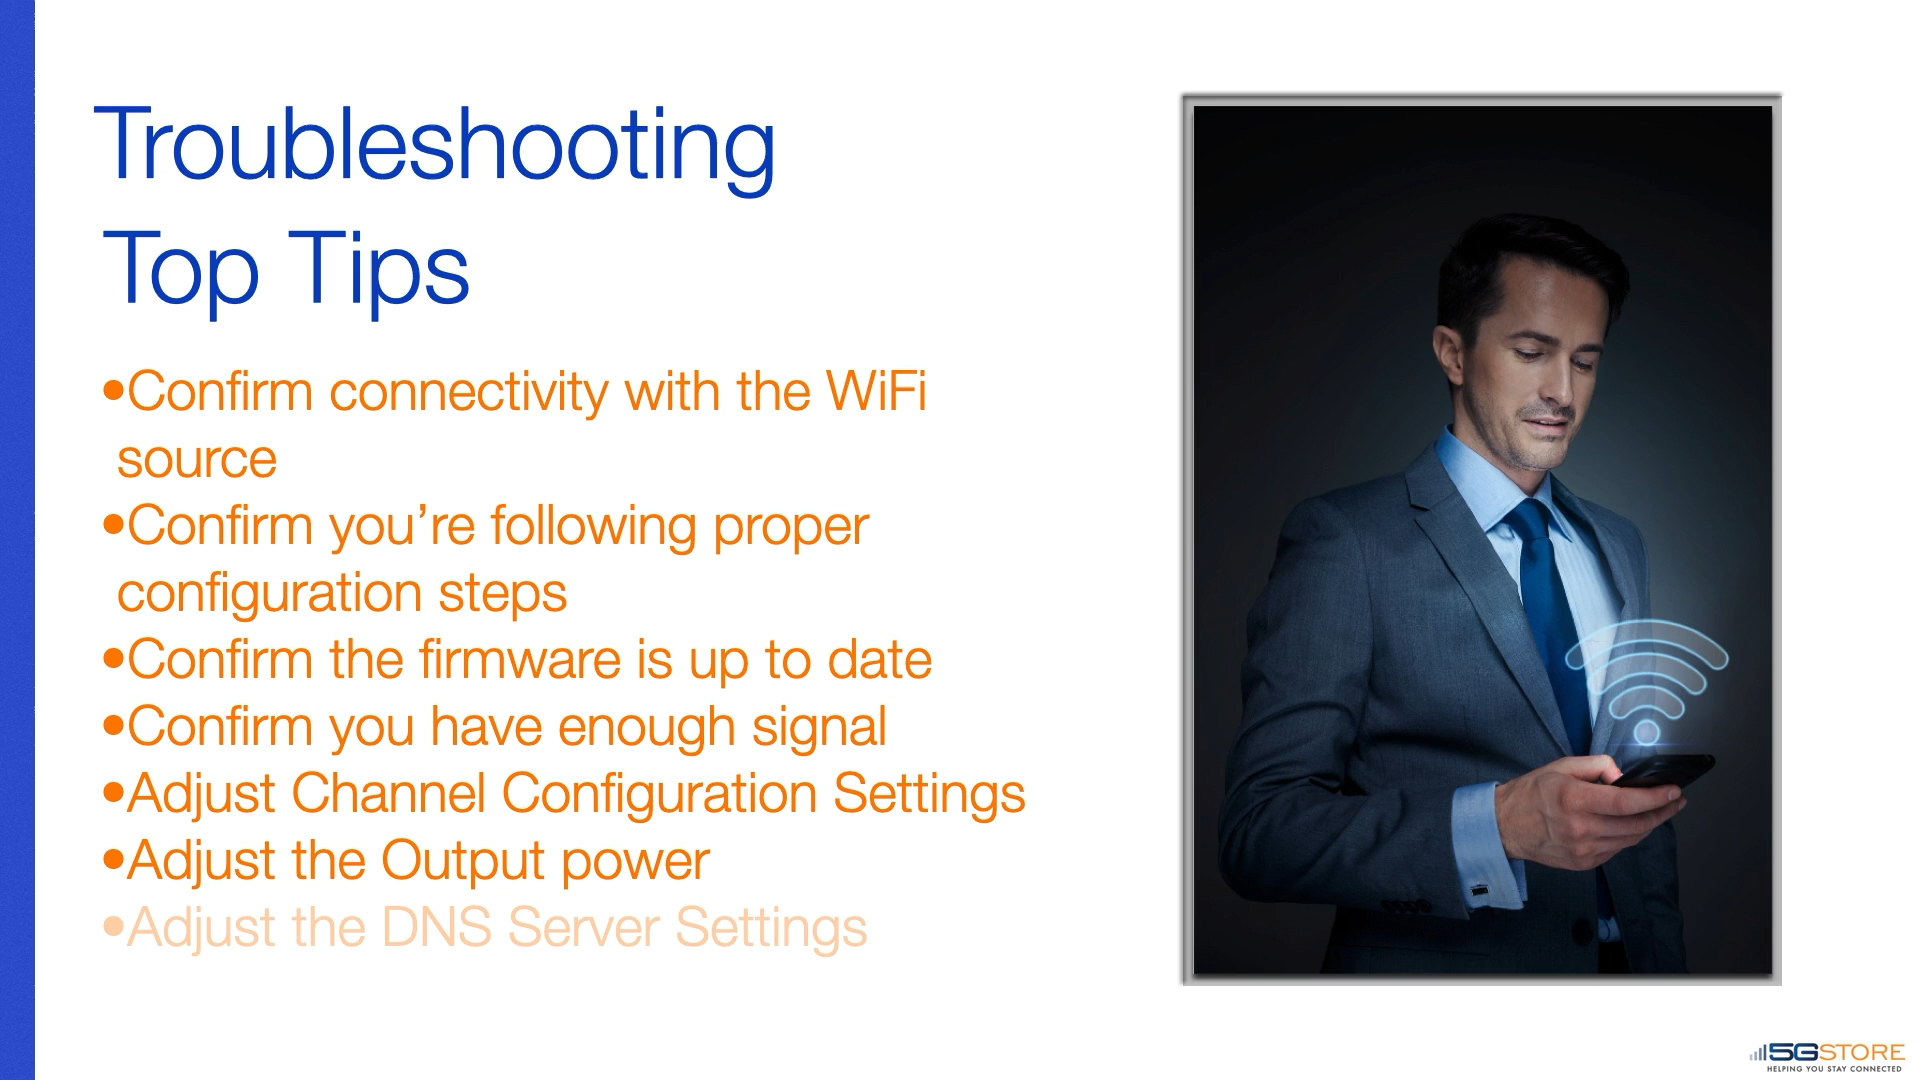 Troubleshooting
Top Tips
•Confirm connectivity with the WiFi
source
•Confirm you’re following proper
configuration steps
•Confirm the firmware is up to date
•Confirm you have enough signal
•Adjust Channel Configuration Settings
•Adjust the Output power
•Adjust the DNS Server Settings
5GSTORE
HELPING YOU STAY CONNECTED